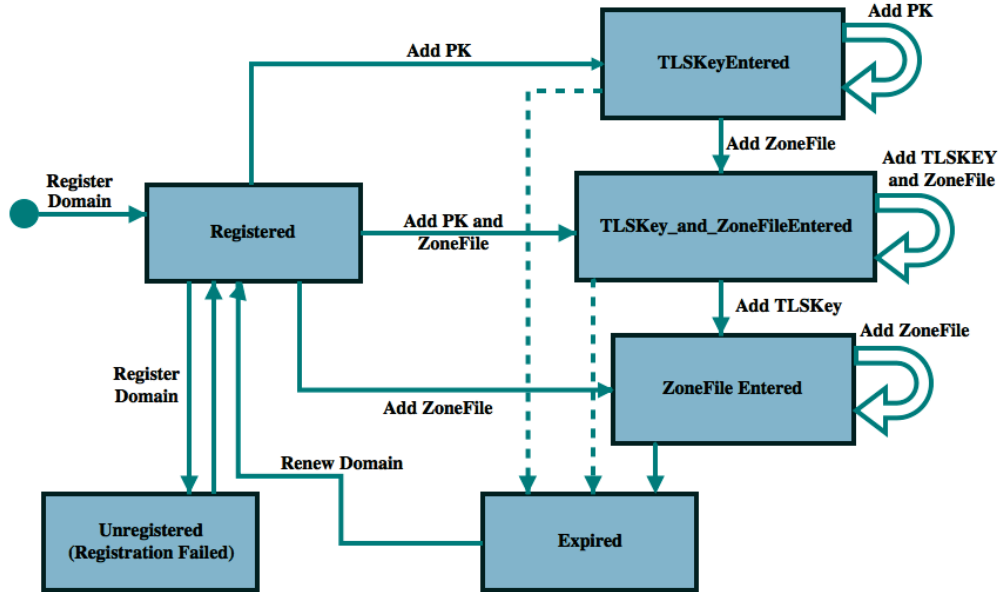 Add PK
Add PK
TLSKeyEntered
Add ZoneFile
Add TLSKEY
and ZoneFile
Register
Domain
Registered
Add PK and
ZoneFile
TLSKey_and_ZoneFileEntered
Add TLSKey
Add ZoneFile
Register
Domain
ZoneFile Entered
Add ZoneFile
Renew Domain
Unregistered
(Registration Failed)
Expired